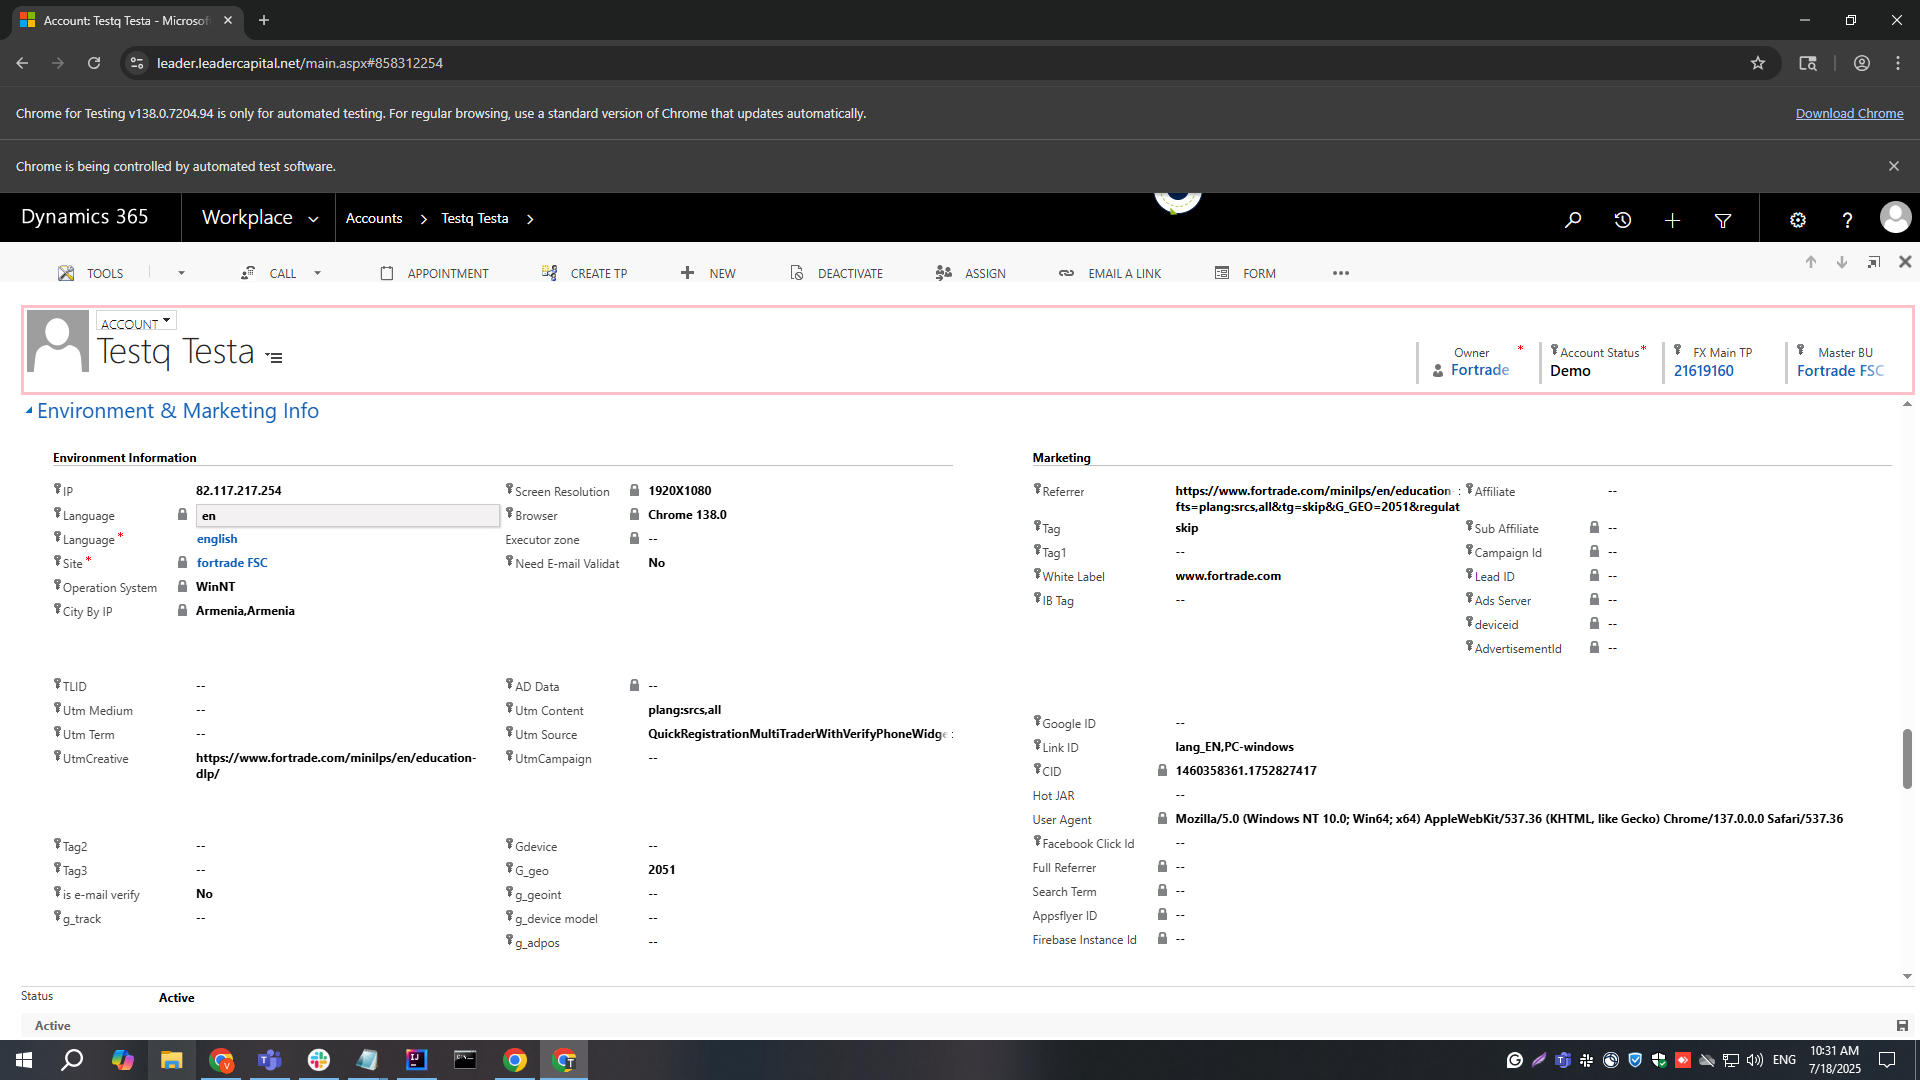 Account: Testq Testa - Microsof
leader.leadercapital.net/main.aspx#858312254
Chrome for Testing v138.0.7204.94 is only for automated testing. For regular browsing, use a standard version of Chrome that updates automatically.
Download Chrome
Chrome is being controlled by automated test software.
Dynamics 365
Workplace
Accounts
Testq Testa
TOOLS
CALL
APPOINTMENT
CREATE TP
NEW
DEACTIVATE
ASSIGN
EMAIL A LINK
FORM
ACCOUNT
Testq Testa
Owner *
Fortrade
Account Status *
Demo
FX Main TP
21619160
Master BU
Fortrade FSC
Environment & Marketing Info
Environment Information
IP 82.117.217.254
Language en
Language * english
Site * fortrade FSC
Operation System WinNT
City By IP Armenia,Armenia
Screen Resolution 1920X1080
Browser Chrome 138.0
Executor zone --
Need E-mail Validat No
TLID --
Utm Medium --
Utm Term --
UtmCreative https://www.fortrade.com/minilps/en/education-
dlp/
AD Data --
Utm Content plang:srcs,all
Utm Source QuickRegistrationMultiTraderWithVerifyPhoneWidge
UtmCampaign --
Tag2 --
Tag3 --
is e-mail verify No
g_track --
Gdevice --
G_geo 2051
g_geoint --
g_device model --
g_adpos --
Marketing
Referrer https://www.fortrade.com/minilps/en/education-
fts=plang:srcs,all&tg=skip&G_GEO=2051&regulat
Tag skip
Tag1 --
White Label www.fortrade.com
IB Tag --
Affiliate --
Sub Affiliate --
Campaign Id --
Lead ID --
Ads Server --
deviceid --
AdvertisementId --
Google ID --
Link ID lang_EN,PC-windows
CID 1460358361.1752827417
Hot JAR --
User Agent Mozilla/5.0 (Windows NT 10.0; Win64; x64) AppleWebKit/537.36 (KHTML, like Gecko) Chrome/137.0.0.0 Safari/537.36
Facebook Click Id --
Full Referrer --
Search Term --
Appsflyer ID --
Firebase Instance Id --
Status Active
Active
ENG
10:31 AM
7/18/2025